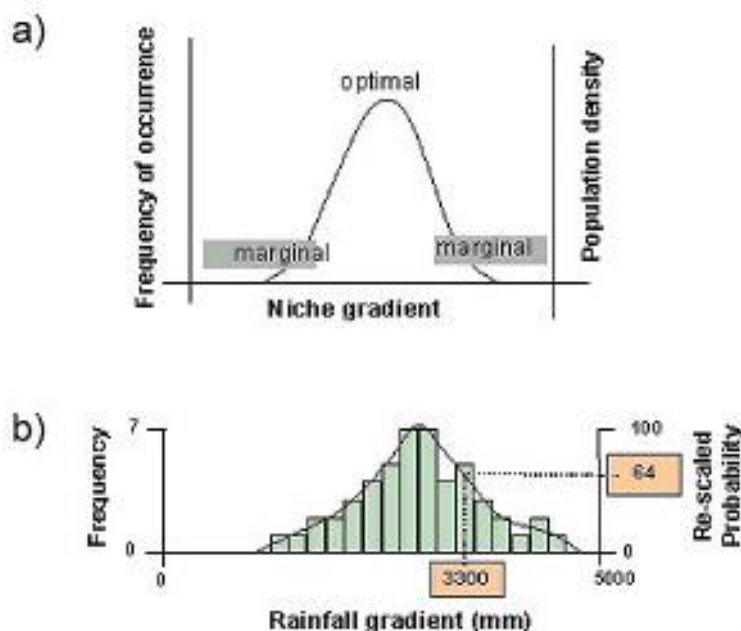 a)
Frequency of occurrence
optimal
marginal
marginal
Population density
Niche gradient
b)
Frequency
7
0
100
64
0
Re-scaled
Probability
0
3300
5000
Rainfall gradient (mm)